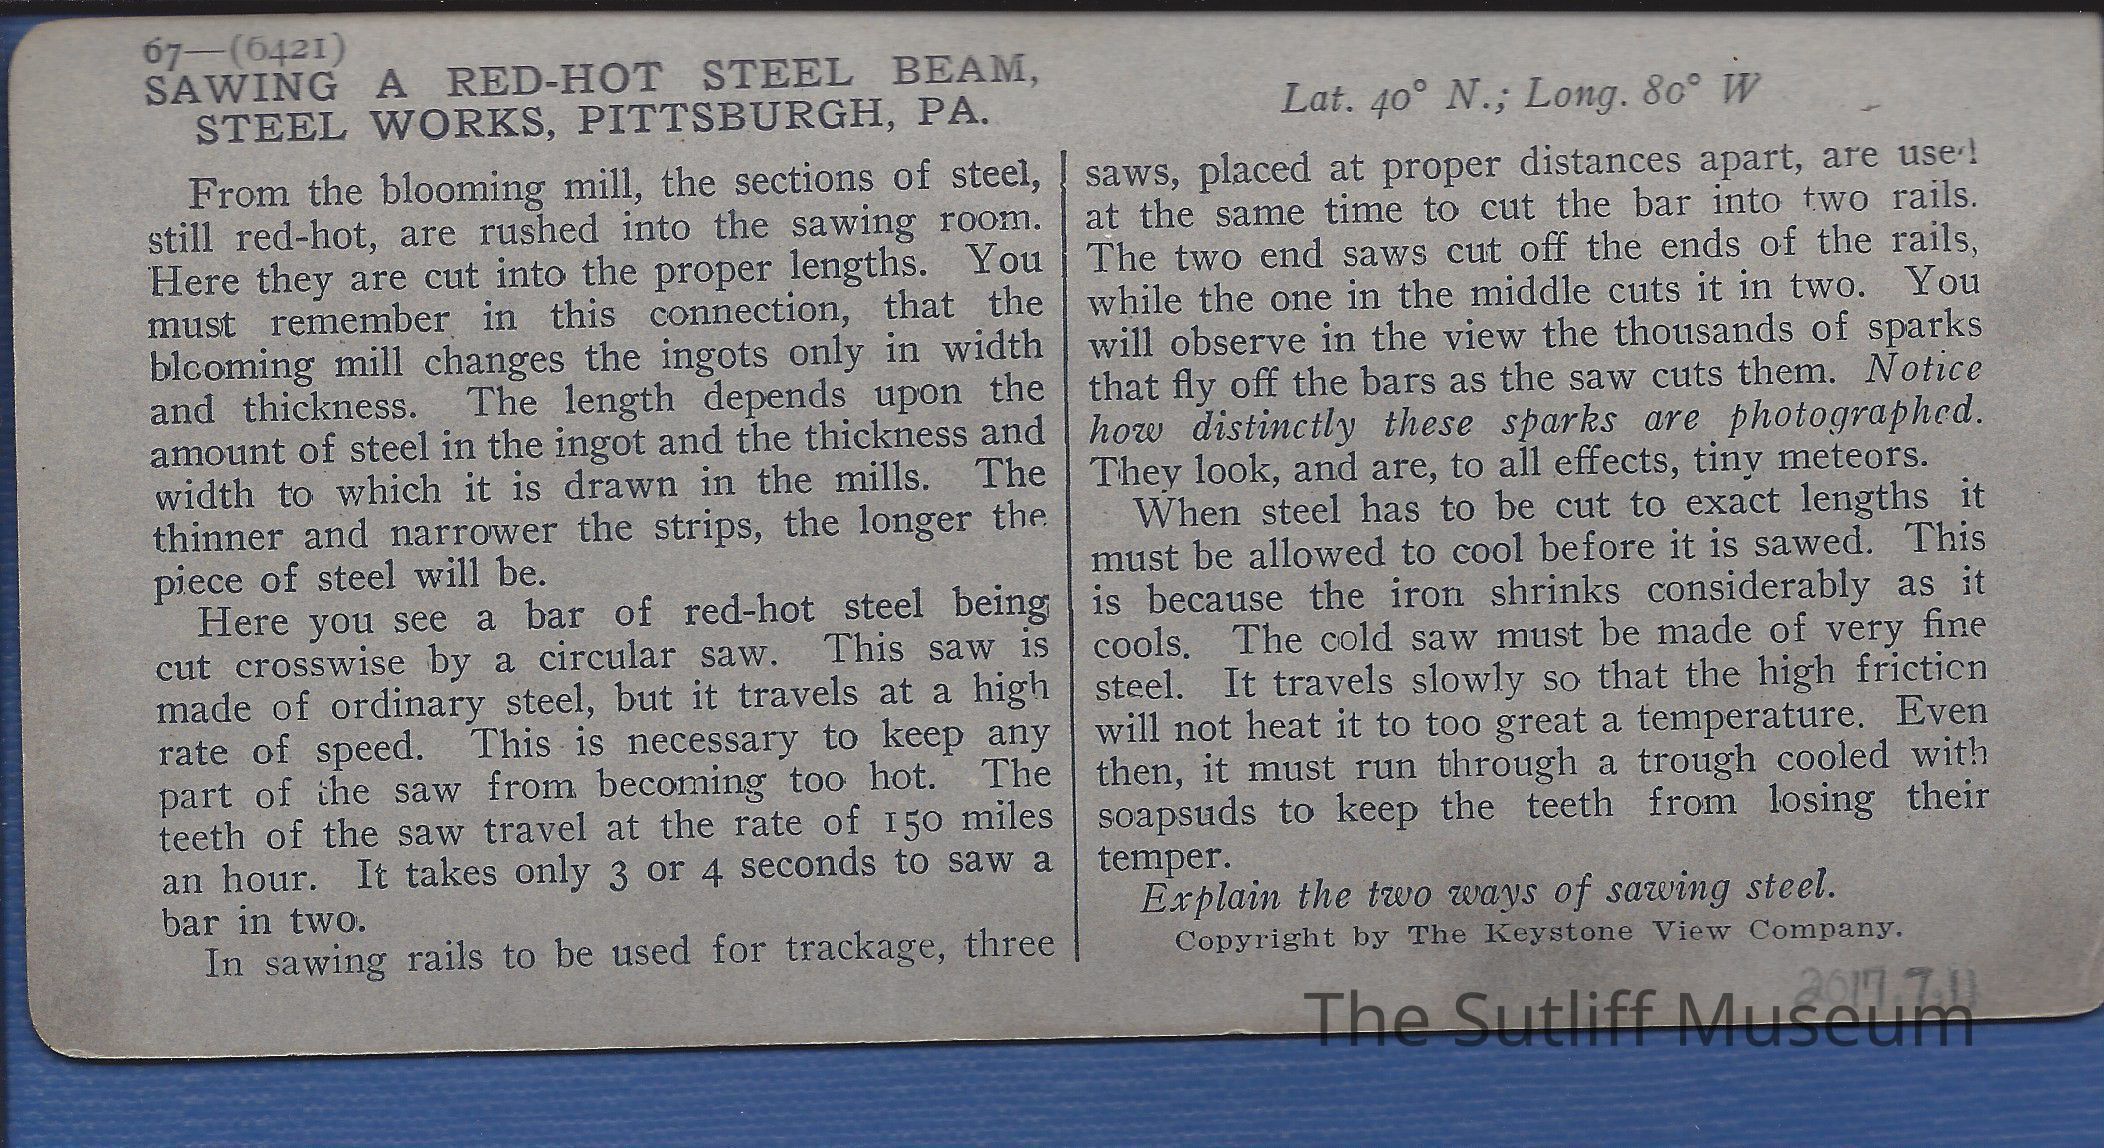 67—(6421)
SAWING A RED-HOT STEEL BEAM,
STEEL WORKS, PITTSBURGH, PA.
Lat. 40° N.; Long. 80° W
From the blooming mill, the sections of steel,
still red-hot, are rushed into the sawing room.
Here they are cut into the proper lengths. You
must remember in this connection, that the
blooming mill changes the ingots only in width
and thickness. The length depends upon the
amount of steel in the ingot and the thickness and
width to which it is drawn in the mills. The
thinner and narrower the strips, the longer the
piece of steel will be.
Here you see a bar of red-hot steel being
cut crosswise by a circular saw. This saw is
made of ordinary steel, but it travels at a high
rate of speed. This is necessary to keep any
part of the saw from becoming too hot. The
teeth of the saw travel at the rate of 150 miles
an hour. It takes only 3 or 4 seconds to saw a
bar in two.
In sawing rails to be used for trackage, three
saws, placed at proper distances apart, are used
at the same time to cut the bar into two rails.
The two end saws cut off the ends of the rails,
while the one in the middle cuts it in two. You
will observe in the view the thousands of sparks
that fly off the bars as the saw cuts them. Notice
how distinctly these sparks are photographed.
They look, and are, to all effects, tiny meteors.
When steel has to be cut to exact lengths it
must be allowed to cool before it is sawed. This
is because the iron shrinks considerably as it
cools. The cold saw must be made of very fine
steel. It travels slowly so that the high friction
will not heat it to too great a temperature. Even
then, it must run through a trough cooled with
soapsuds to keep the teeth from losing their
temper.
Explain the two ways of sawing steel.
Copyright by The Keystone View Company.
2017.7.11
The Sutliff Museum